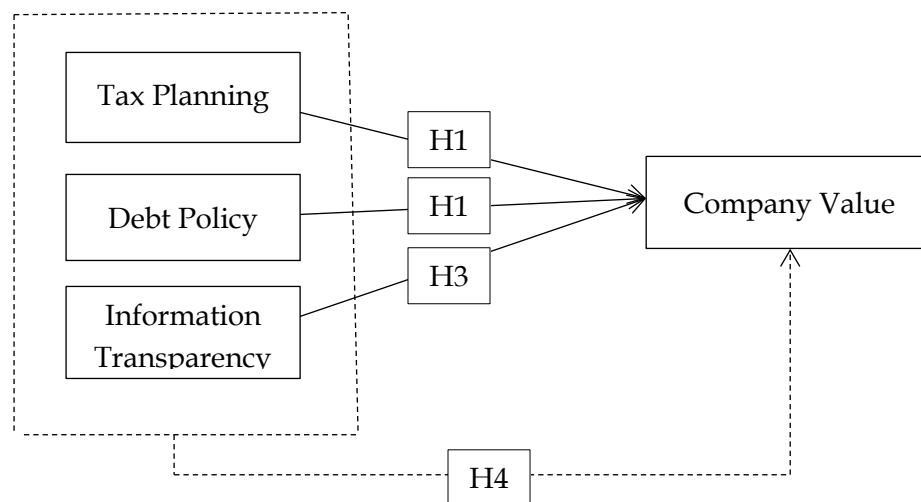 Tax Planning
H1
Debt Policy
H1
Company Value
Information
Transparency
H3
H4